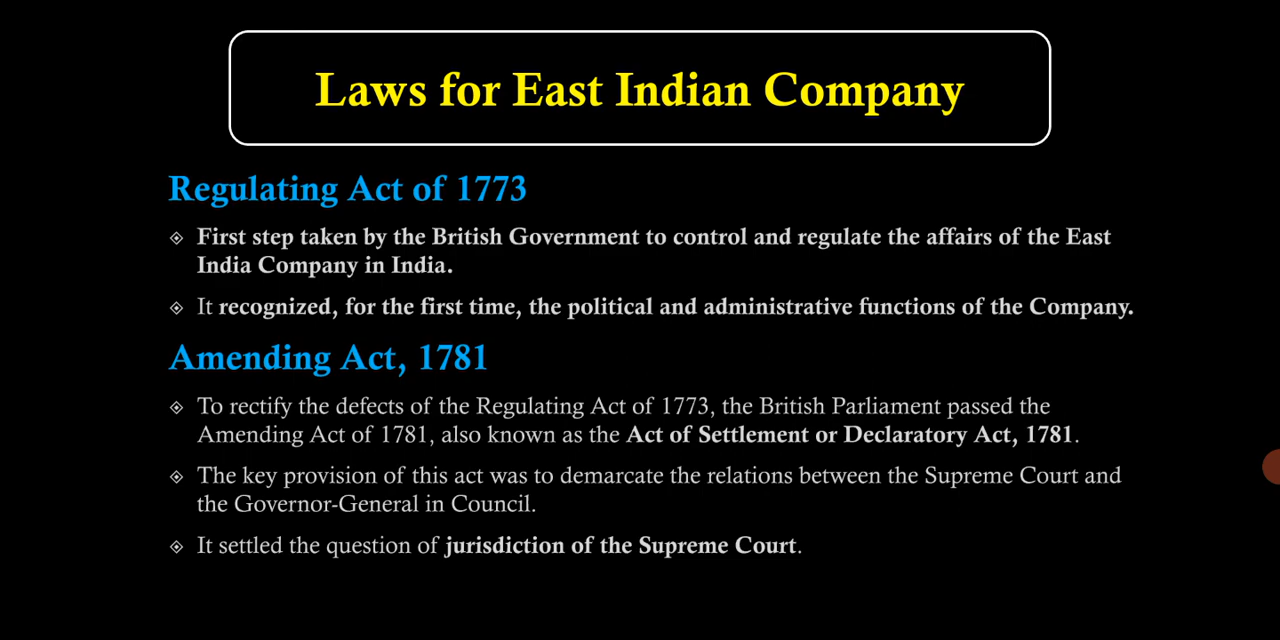 Laws for East Indian Company
Regulating Act of 1773
First step taken by the British Government to control and regulate the affairs of the East
India Company in India.
It recognized, for the first time, the political and administrative functions of the Company.
Amending Act, 1781
To rectify the defects of the Regulating Act of 1773, the British Parliament passed the
Amending Act of 1781, also known as the Act of Settlement or Declaratory Act, 1781.
The key provision of this act was to demarcate the relations between the Supreme Court and
the Governor-General in Council.
It settled the question of jurisdiction of the Supreme Court.